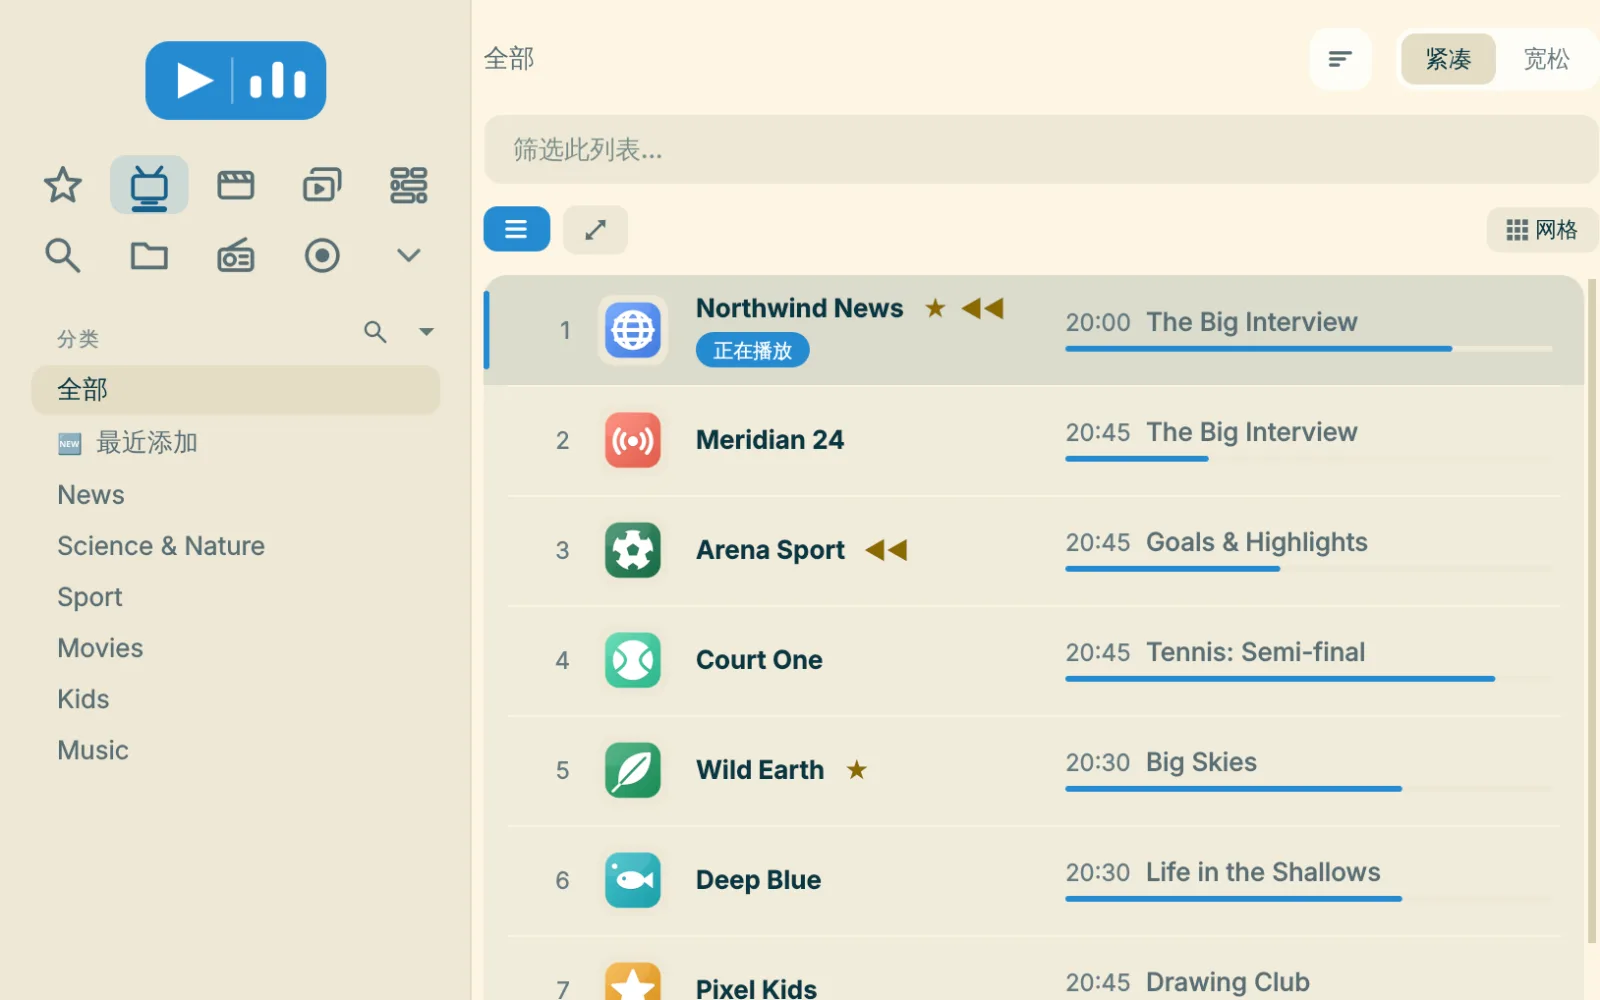 全部
紧凑
宽松
筛选此列表...
网格
分类
全部
NEW 最近添加
News
Science & Nature
Sport
Movies
Kids
Music
1
Northwind News
正在播放
20:00 The Big Interview
2
Meridian 24
20:45 The Big Interview
3
Arena Sport
20:45 Goals & Highlights
4
Court One
20:45 Tennis: Semi-final
5
Wild Earth
20:30 Big Skies
6
Deep Blue
20:30 Life in the Shallows
7
Pixel Kids
20:45 Drawing Club